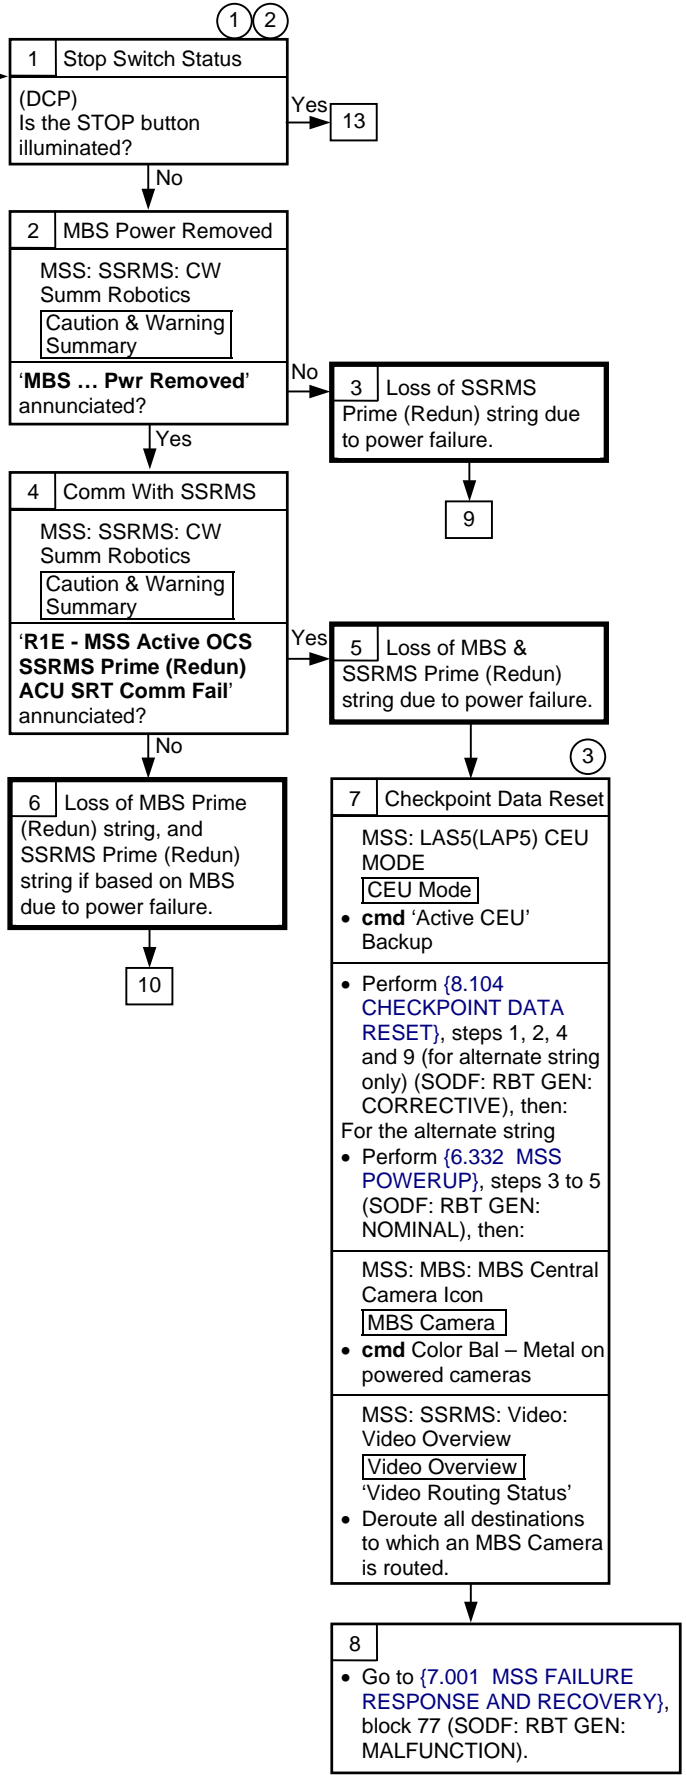 1 2
1 Stop Switch Status
(DCP)
Is the STOP button
illuminated?
Yes
13
No
2 MBS Power Removed
MSS: SSRMS: CW
Summ Robotics
Caution & Warning
Summary
‘MBS … Pwr Removed’
annunciated?
No
3 Loss of SSRMS
Prime (Redun) string due
to power failure.
9
Yes
4 Comm With SSRMS
MSS: SSRMS: CW
Summ Robotics
Caution & Warning
Summary
‘R1E - MSS Active OCS
SSRMS Prime (Redun)
ACU SRT Comm Fail’
annunciated?
Yes
5 Loss of MBS &
SSRMS Prime (Redun)
string due to power failure.
No
6 Loss of MBS Prime
(Redun) string, and
SSRMS Prime (Redun)
string if based on MBS
due to power failure.
10
3
7 Checkpoint Data Reset
MSS: LAS5(LAP5) CEU
MODE
CEU Mode
• cmd ‘Active CEU’
Backup
• Perform {8.104
CHECKPOINT DATA
RESET}, steps 1, 2, 4
and 9 (for alternate string
only) (SODF: RBT GEN:
CORRECTIVE), then:
For the alternate string
• Perform {6.332 MSS
POWERUP}, steps 3 to 5
(SODF: RBT GEN:
NOMINAL), then:
MSS: MBS: MBS Central
Camera Icon
MBS Camera
• cmd Color Bal – Metal on
powered cameras
MSS: SSRMS: Video:
Video Overview
Video Overview
‘Video Routing Status’
• Deroute all destinations
to which an MBS Camera
is routed.
8
• Go to {7.001 MSS FAILURE
RESPONSE AND RECOVERY},
block 77 (SODF: RBT GEN:
MALFUNCTION).